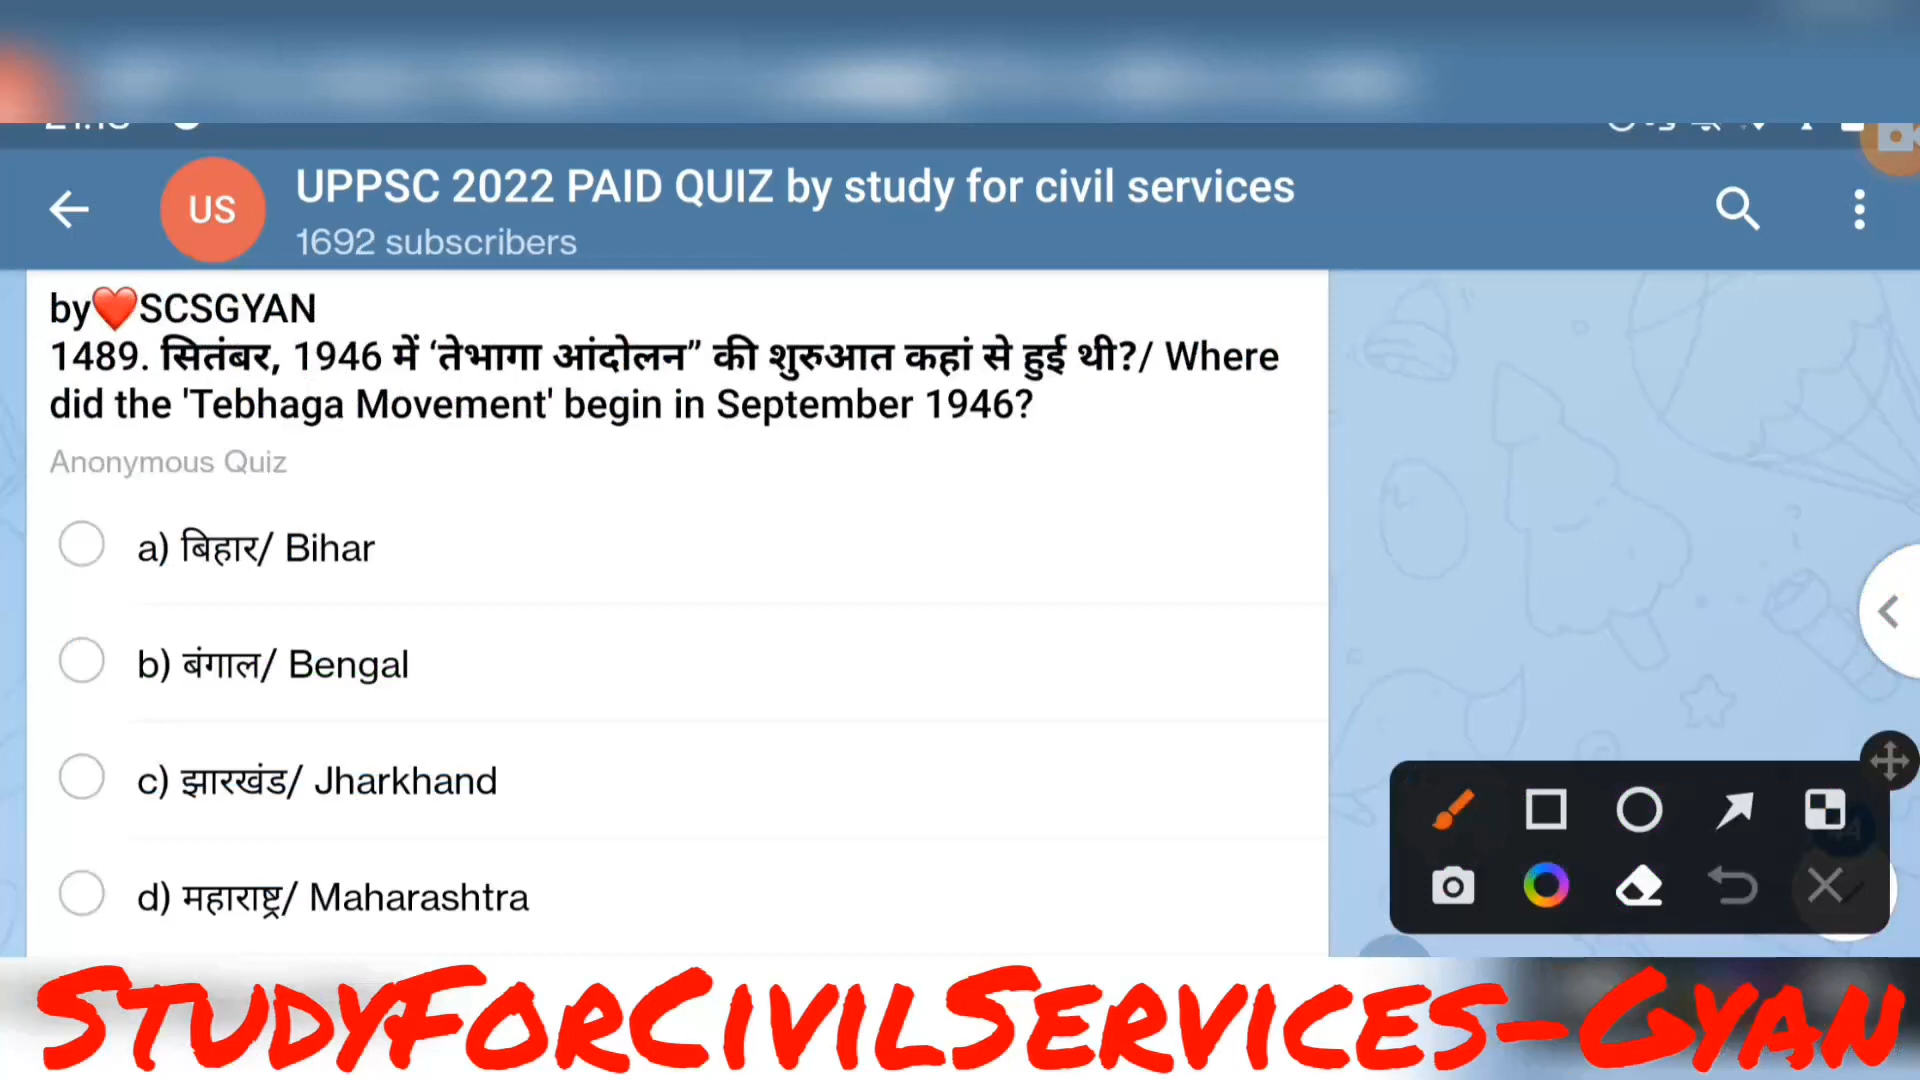 US
UPPSC 2022 PAID QUIZ by study for civil services
1692 subscribers
by❤️SCSGYAN
1489. सितंबर, 1946 में ‘तेभागा आंदोलन” की शुरुआत कहां से हुई थी?/ Where
did the 'Tebhaga Movement' begin in September 1946?
Anonymous Quiz
a) बिहार/ Bihar
b) बंगाल/ Bengal
c) झारखंड/ Jharkhand
d) महाराष्ट्र/ Maharashtra
STUDYFORCIVILSERVICES-GYAN